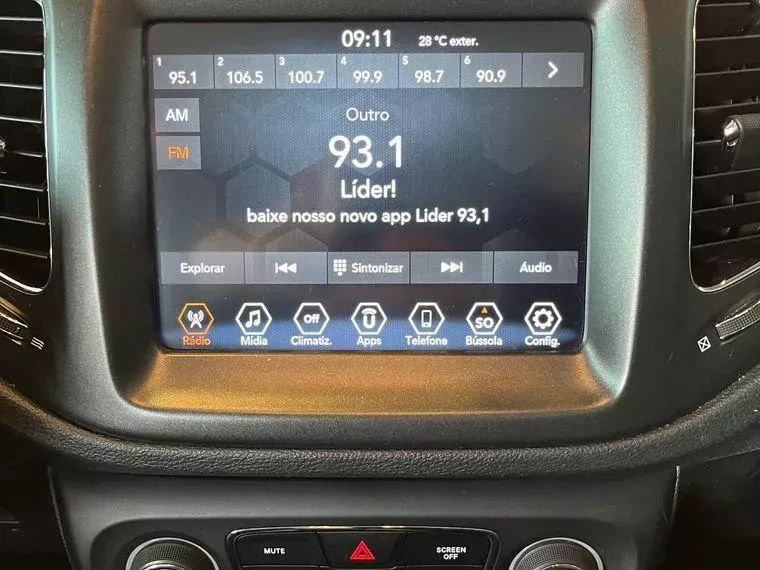 09:11 28 °C exter.
1 2 3 4 5 6
95.1 106.5 100.7 99.9 98.7 90.9
AM
Outro
FM
93.1
Líder!
baixe nosso novo app Lider 93,1
Explorar Sintonizar Áudio
Off SO
Rádio Mídia Climatiz. Apps Telefone Bússola Config.
MUTE SCREEN
OFF